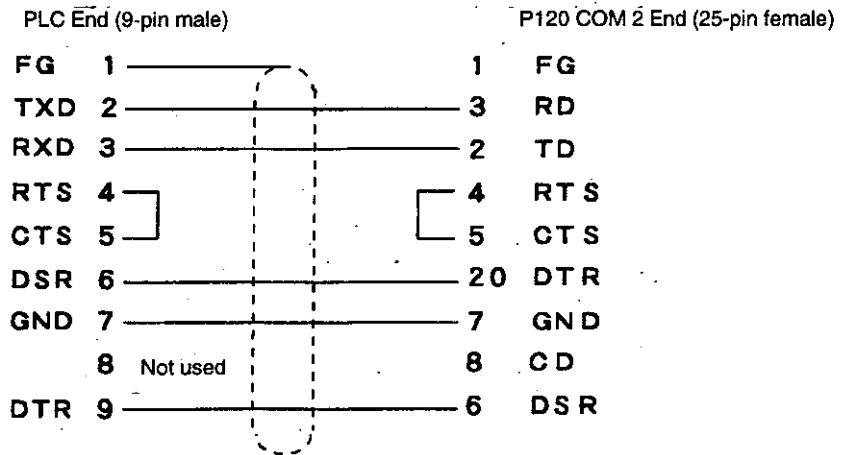 PLC End (9-pin male) P120 COM 2 End (25-pin female)
FG 1 1 FG
TXD 2 3 RD
RXD 3 2 TD
RTS 4 4 RTS
CTS 5 5 CTS
DSR 6 20 DTR
GND 7 7 GND
8 Not used 8 CD
DTR 9 6 DSR